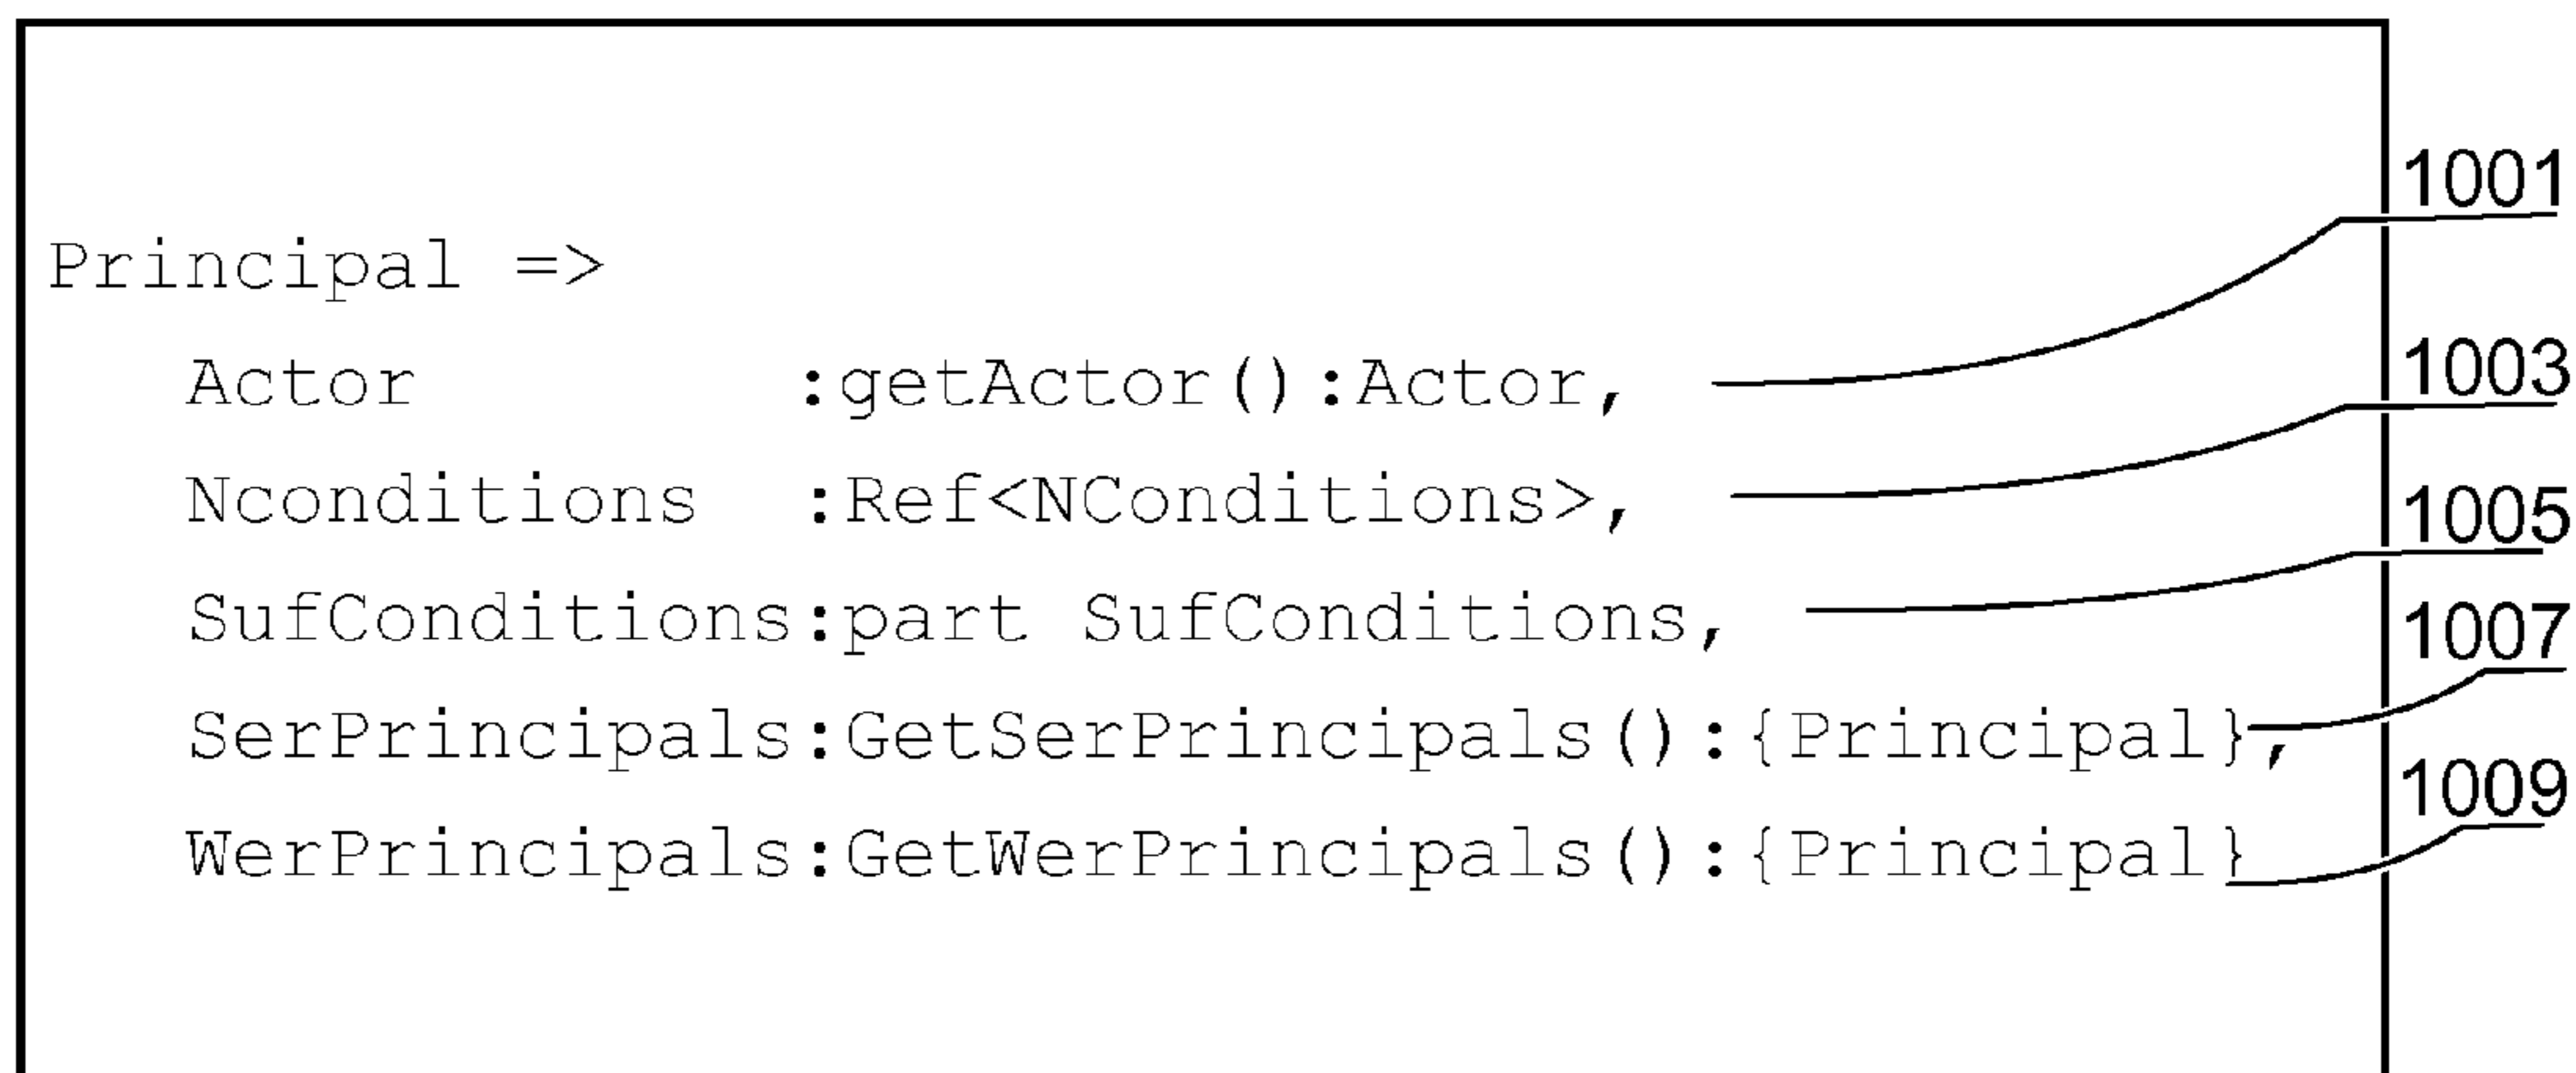 1001
Principal =>
Actor :getActor():Actor,
1003
Nconditions :Ref<NConditions>,
1005
SufConditions:part SufConditions,
1007
SerPrincipals:GetSerPrincipals():{Principal},
1009
WerPrincipals:GetWerPrincipals():{Principal}